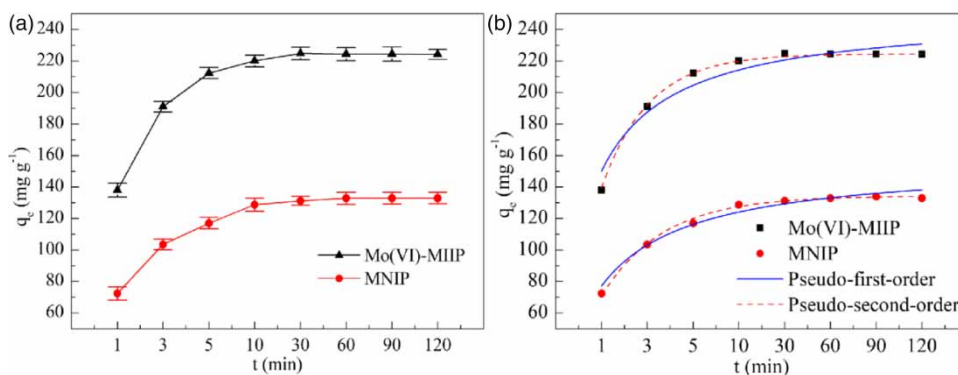 (a)
240
220
200
180
160
140
120
100
80
60
qe (mg g-1)
Mo(VI)-MIIP
MNIP
1 3 5 10 30 60 90 120
t (min)
(b)
240
220
200
180
160
140
120
100
80
60
qe (mg g-1)
Mo(VI)-MIIP
MNIP
Pseudo-first-order
Pseudo-second-order
1 3 5 10 30 60 90 120
t (min)